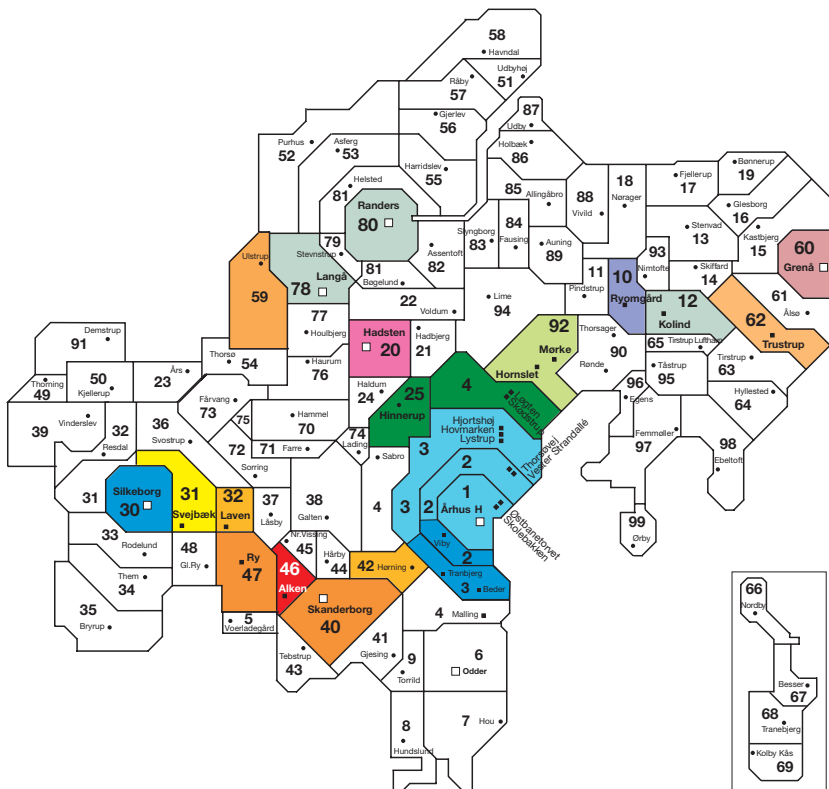 58
Havndal
Udbyhøj
51
Råby
57
Gjerlev
56
87
Udby
Holbæk
86
Purhus
52
Asferg
53
Harridslev
55
Helsted
81
Randers
80
85
Allingåbro
88
Vivild
18
Nørager
Fjellerup
17
Bønnerup
19
Glesborg
16
Kastbjerg
15
Stenvad
13
60
Grenå
Slyngborg
83
84
Fausing
Auning
89
93
Nimtofte
Skiffard
14
61
Ålsø
79
Stevnstrup
Assentoft
82
81
Bøgelund
Ulstrup
59
Langå
78
77
Houlbjerg
22
Voldum
Lime
94
11
Pindstrup
10
Ryomgård
12
Kolind
62
Trustrup
Hadsten
20
Hadbjerg
21
92
Mørke
Hornslet
Thorsager
90
Rønde
65
Tistrup Lufthavn
Tåstrup
95
Tirstrup
63
Hyllested
64
Demstrup
91
Thorsø
54
Haurum
76
Års
23
50
Kjellerup
Thorning
49
Haldum
24
25
Hinnerup
4
Løgten
Skødstrup
96
Egens
Femmøller
97
98
Ebeltoft
99
Ørby
39
Vinderslev
32
Resdal
36
Svostrup
Fårvang
73
75
72
Sorring
Hammel
70
71
Farre
74
Lading
Sabro
4
Hjortshøj
Hovmarken
Lystrup
3
Thorsøvej
Vester Strandallé
2
1
Århus H
3
2
Østbanetorvet
Skolebakken
31
Silkeborg
30
31
Svejbæk
32
Laven
37
Låsby
38
Galten
33
Rodelund
48
Gl.Ry
Them
34
35
Bryrup
Ry
47
46
Alken
Nr.Vissing
45
Hårby
44
42
Hørning
Viby
2
Tranbjerg
3
Beder
Skanderborg
40
4
Malling
5
Voerladegård
Tebstrup
43
41
Gjesing
9
Torrild
6
Odder
7
Hou
8
Hundslund
66
Nordby
Besser
67
68
Tranebjerg
Kolby Kås
69